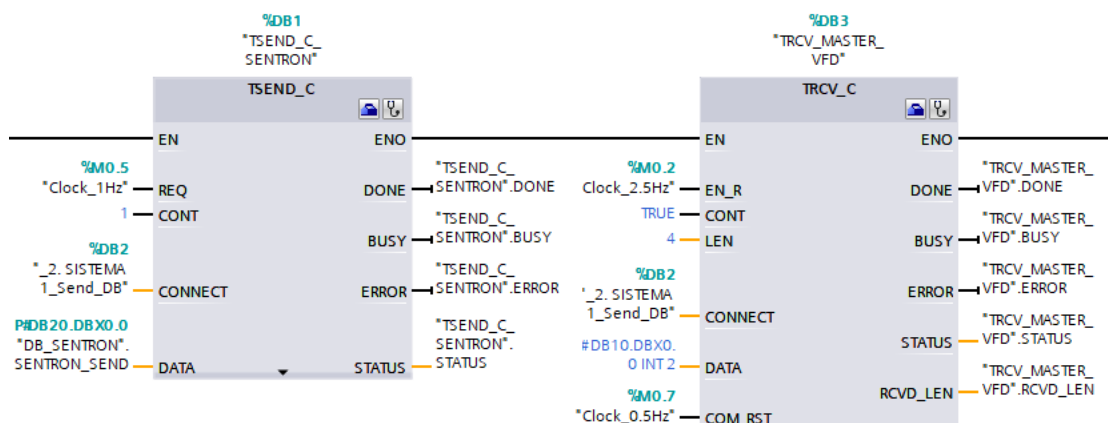 %DB1
"TSEND_C_
SENTRON"
TSEND_C
EN
ENO
%M0.5
"Clock_1Hz"
REQ
DONE
"TSEND_C_
SENTRON".DONE
1
CONT
BUSY
"TSEND_C_
SENTRON".BUSY
%DB2
"_2. SISTEMA
1_Send_DB"
CONNECT
ERROR
"TSEND_C_
SENTRON".ERROR
P#DB20.DBX0.0
"DB_SENTRON".
SENTRON_SEND
DATA
STATUS
"TSEND_C_
SENTRON".
STATUS
%DB3
"TRCV_MASTER_
VFD"
TRCV_C
EN
ENO
%M0.2
Clock_2.5Hz"
EN_R
DONE
"TRCV_MASTER_
VFD".DONE
TRUE
CONT
4
LEN
BUSY
"TRCV_MASTER_
VFD".BUSY
%DB2
"_2. SISTEMA
1_Send_DB"
CONNECT
ERROR
"TRCV_MASTER_
VFD".ERROR
#DB10.DBX0.
0 INT 2
DATA
STATUS
"TRCV_MASTER_
VFD".STATUS
RCVD_LEN
"TRCV_MASTER_
VFD".RCVD_LEN
%M0.7
"Clock_0.5Hz"
COM_RST